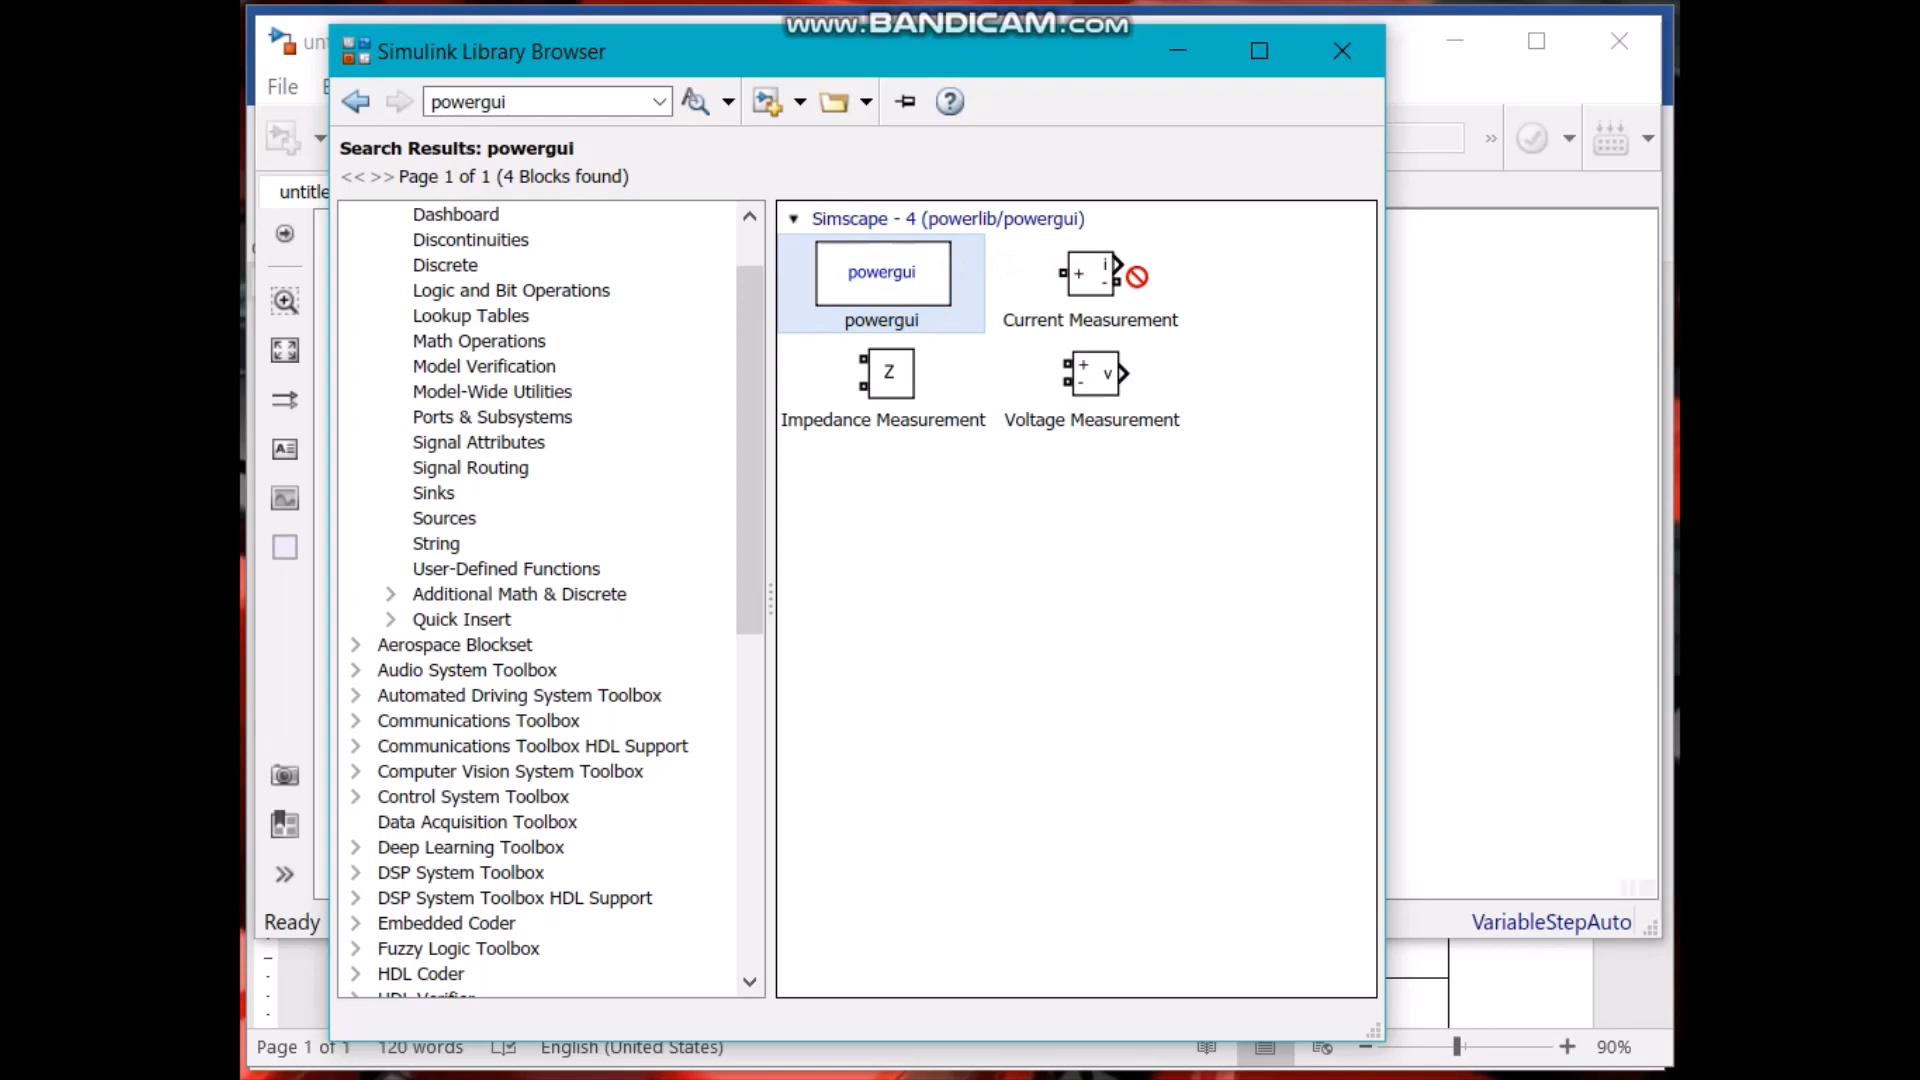 www.BANDICAM.com
Simulink Library Browser
File
powergui
Search Results: powergui
<< >> Page 1 of 1 (4 Blocks found)
Dashboard
Discontinuities
Discrete
Logic and Bit Operations
Lookup Tables
Math Operations
Model Verification
Model-Wide Utilities
Ports & Subsystems
Signal Attributes
Signal Routing
Sinks
Sources
String
User-Defined Functions
Additional Math & Discrete
Quick Insert
Aerospace Blockset
Audio System Toolbox
Automated Driving System Toolbox
Communications Toolbox
Communications Toolbox HDL Support
Computer Vision System Toolbox
Control System Toolbox
Data Acquisition Toolbox
Deep Learning Toolbox
DSP System Toolbox
DSP System Toolbox HDL Support
Embedded Coder
Fuzzy Logic Toolbox
HDL Coder
Simscape - 4 (powerlib/powergui)
powergui
powergui
+ i -
Current Measurement
Z
Impedance Measurement
+ - v
Voltage Measurement
Ready
VariableStepAuto
Page 1 of 1
120 words
English (United States)
90%